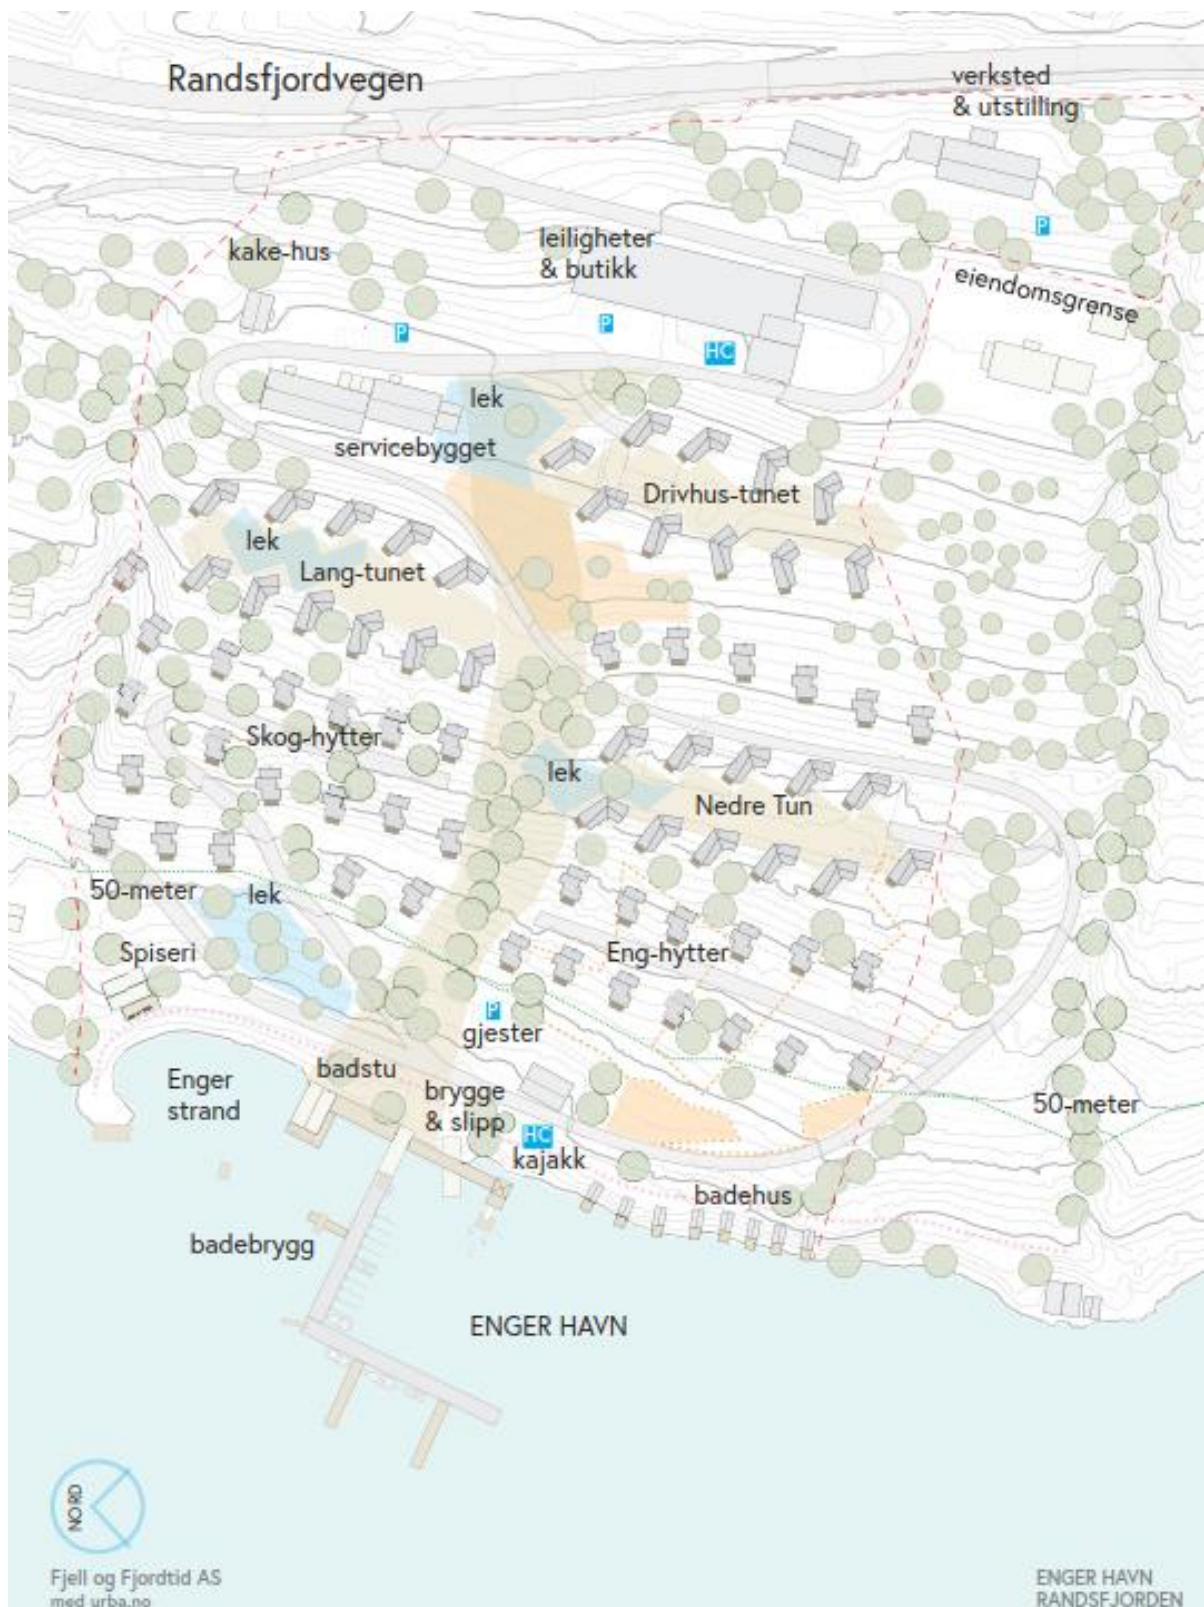 Randsfjordvegen
verksted
& utstilling
P
kake-hus
leiligheter
& butikk
eiendomsgrense
P
P
HC
lek
servicebygget
Drivhus-tunet
lek
Lang-tunet
Skog-hytter
lek
Nedre Tun
50-meter
lek
Spiseri
Eng-hytter
P
gjester
badstu
Enger
strand
brygge
& slipp
50-meter
HC
kajakk
badehus
badebrygg
ENGER HAVN
NORD
Fjell og Fjordtid AS
med urba.no
ENGER HAVN
RANDSFJORDEN